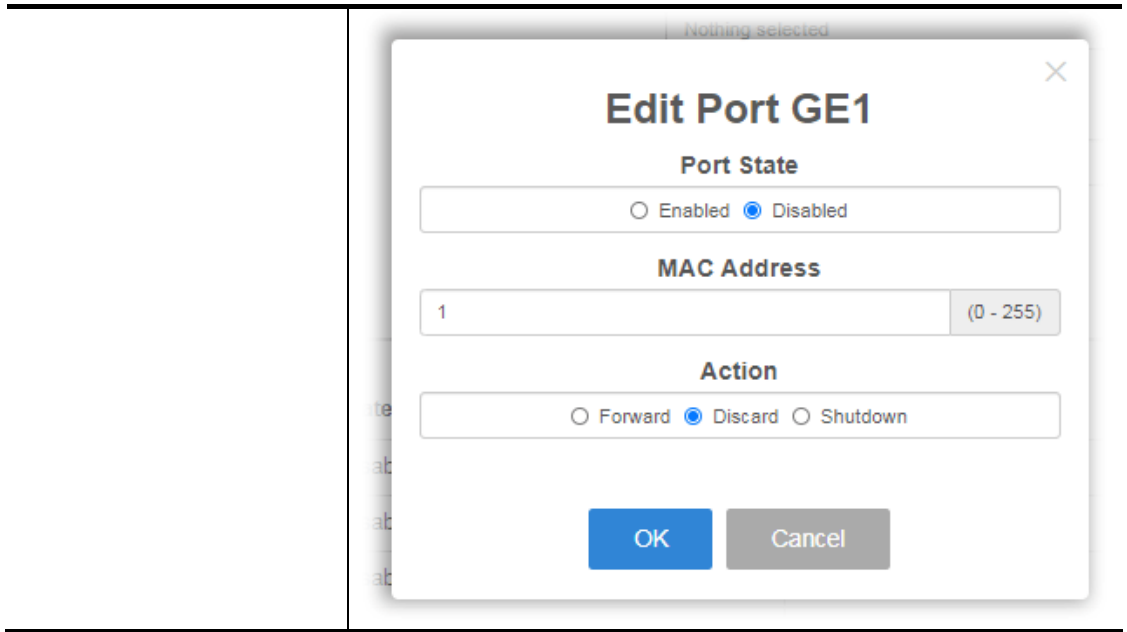 Nothing selected
Edit Port GE1
Port State
Enabled Disabled
MAC Address
1 (0 - 255)
Action
Forward Discard Shutdown
OK Cancel